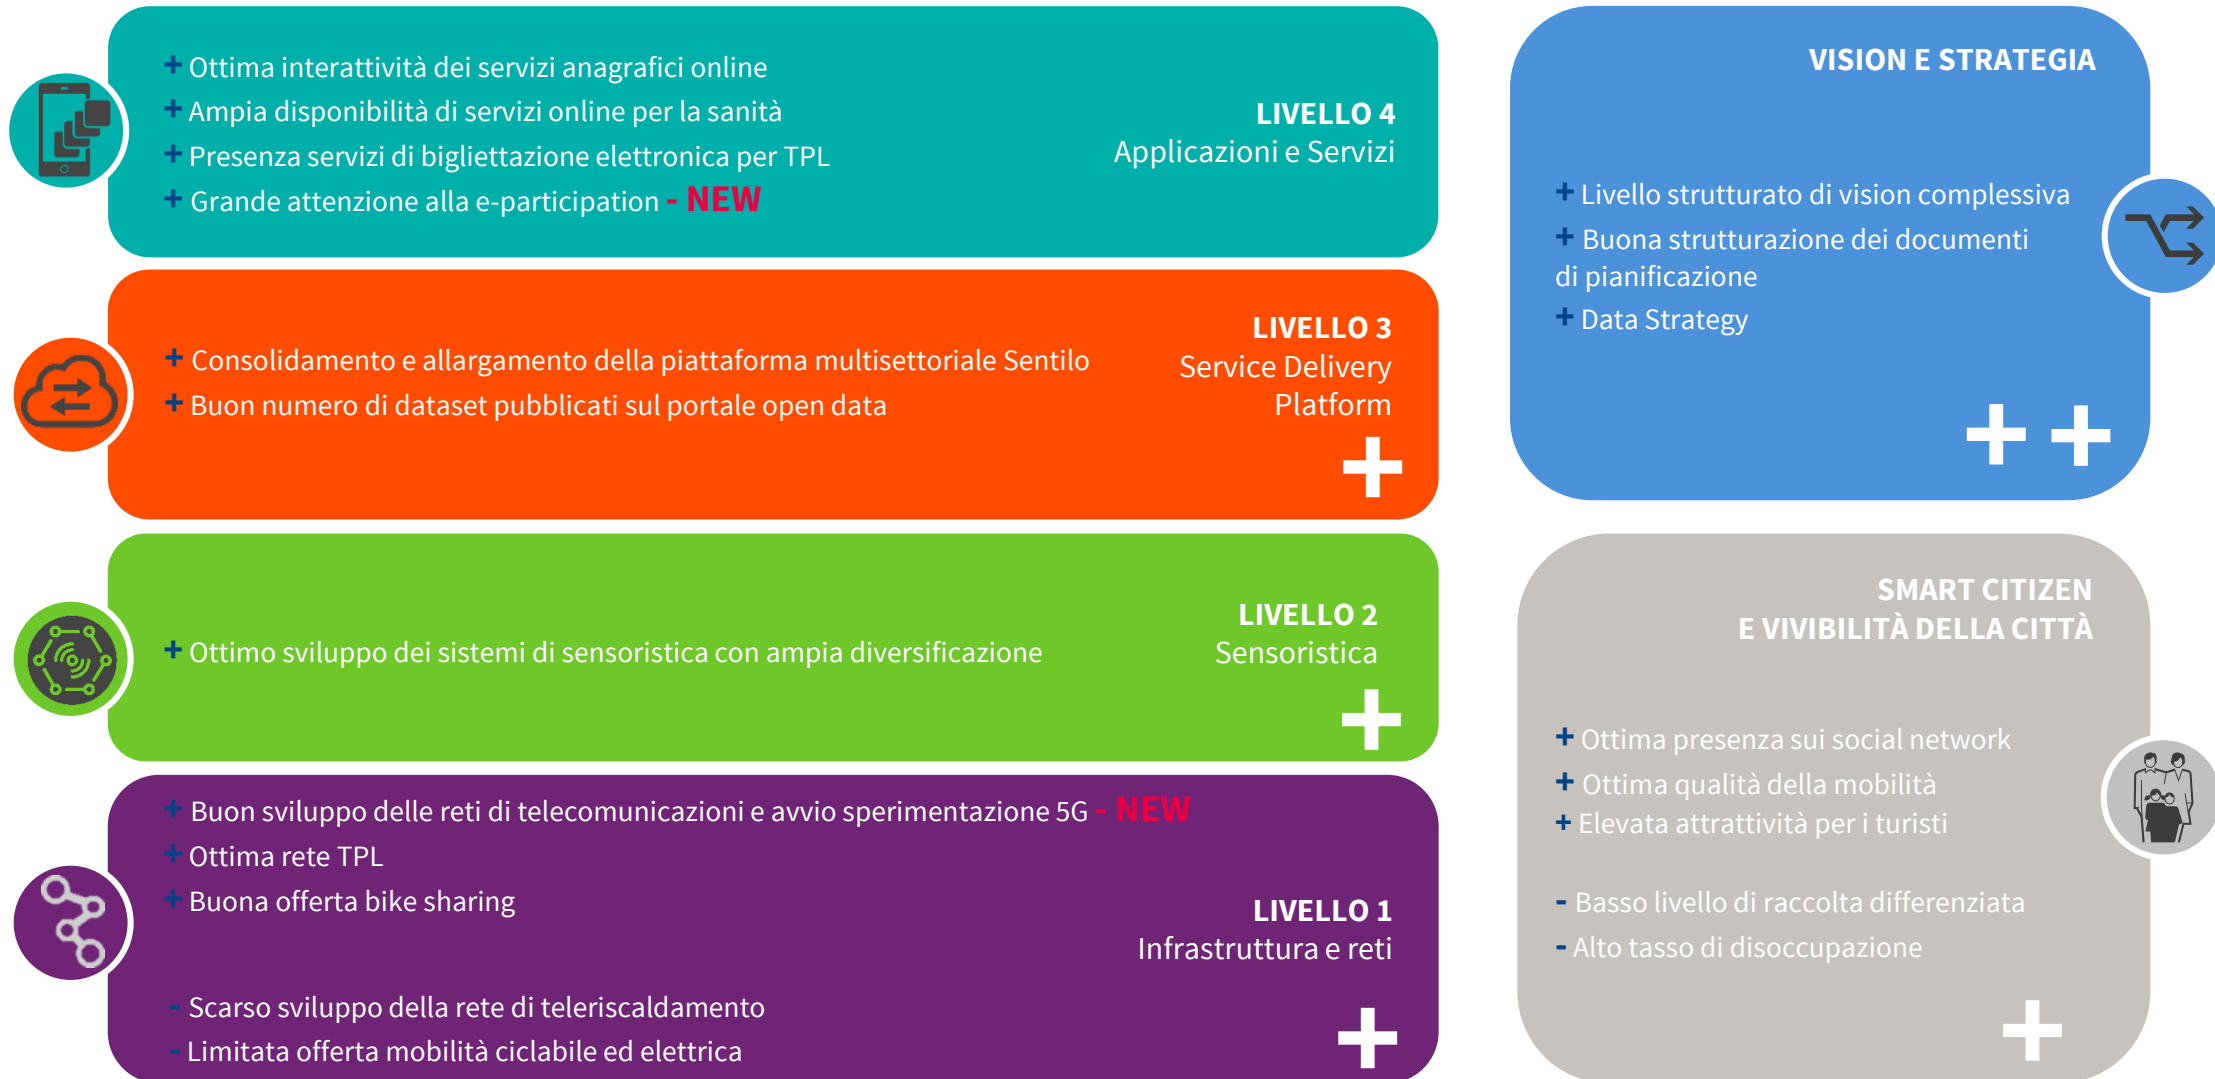 + Ottima interattività dei servizi anagrafici online
+ Ampia disponibilità di servizi online per la sanità
+ Presenza servizi di bigliettazione elettronica per TPL
+ Grande attenzione alla e-participation - NEW
LIVELLO 4
Applicazioni e Servizi
+ Consolidamento e allargamento della piattaforma multisettoriale Sentilo
+ Buon numero di dataset pubblicati sul portale open data
LIVELLO 3
Service Delivery
Platform
+
+ Ottimo sviluppo dei sistemi di sensoristica con ampia diversificazione
LIVELLO 2
Sensoristica
+
+ Buon sviluppo delle reti di telecomunicazioni e avvio sperimentazione 5G - NEW
+ Ottima rete TPL
+ Buona offerta bike sharing
- Scarso sviluppo della rete di teleriscaldamento
- Limitata offerta mobilità ciclabile ed elettrica
LIVELLO 1
Infrastruttura e reti
+
VISION E STRATEGIA
+ Livello strutturato di vision complessiva
+ Buona strutturazione dei documenti
di pianificazione
+ Data Strategy
+ +
SMART CITIZEN
E VIVIBILITÀ DELLA CITTÀ
+ Ottima presenza sui social network
+ Ottima qualità della mobilità
+ Elevata attrattività per i turisti
- Basso livello di raccolta differenziata
- Alto tasso di disoccupazione
+